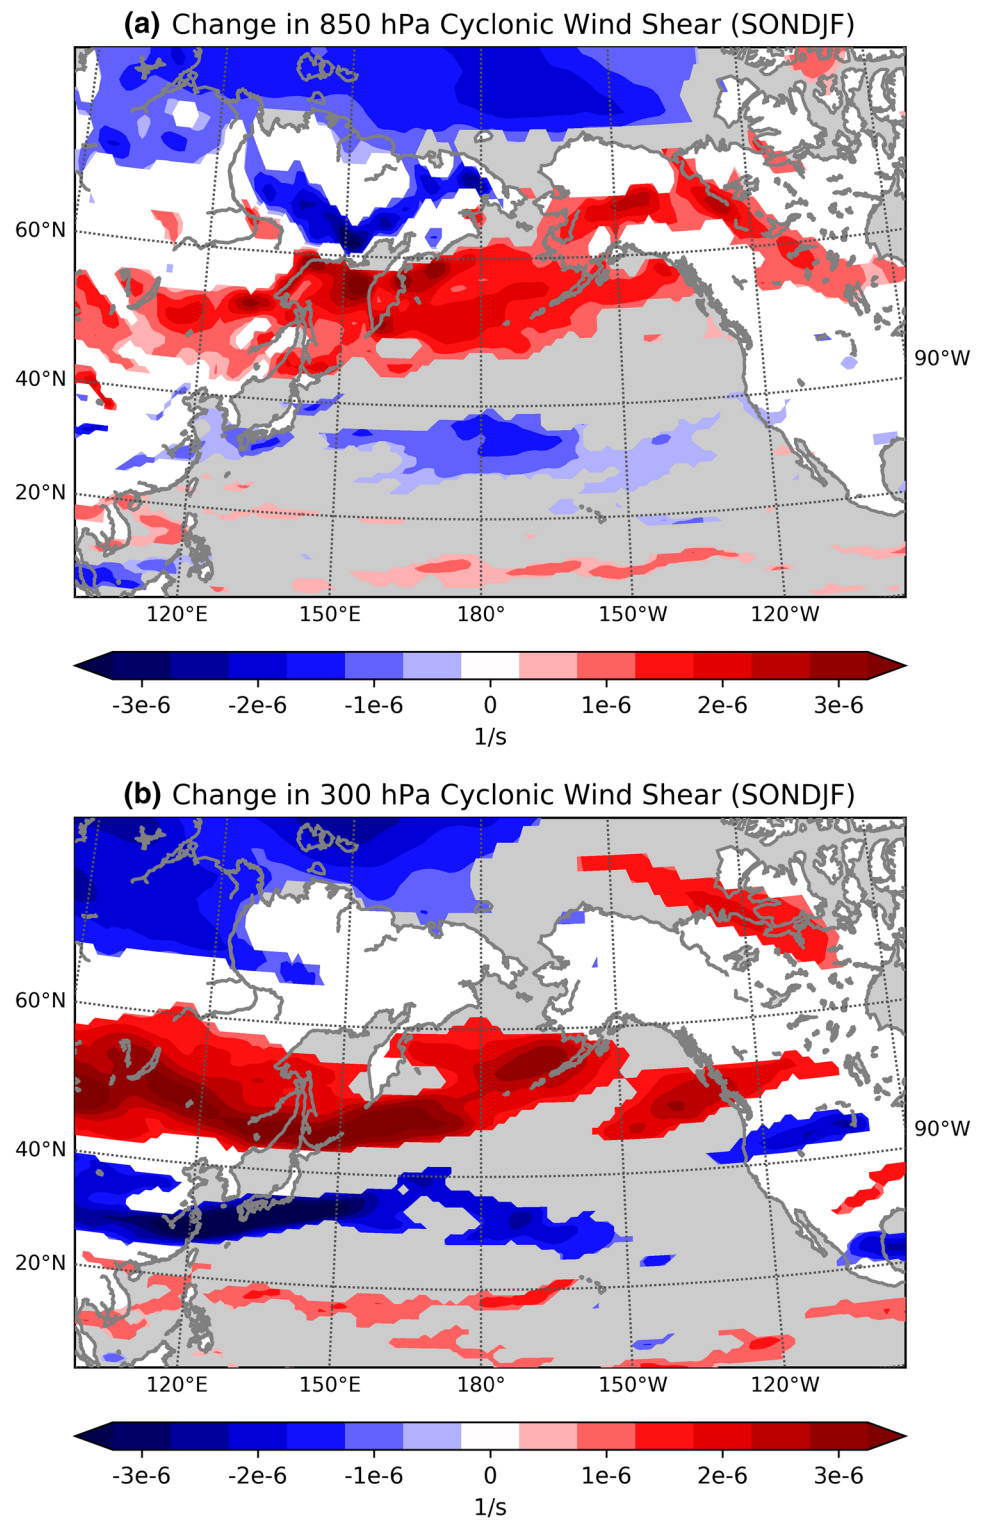 (a) Change in 850 hPa Cyclonic Wind Shear (SONDJF)
60°N
40°N
20°N
90°W
120°E 150°E 180° 150°W 120°W
-3e-6 -2e-6 -1e-6 0 1e-6 2e-6 3e-6
1/s
(b) Change in 300 hPa Cyclonic Wind Shear (SONDJF)
60°N
40°N
90°W
20°N
120°E 150°E 180° 150°W 120°W
-3e-6 -2e-6 -1e-6 0 1e-6 2e-6 3e-6
1/s